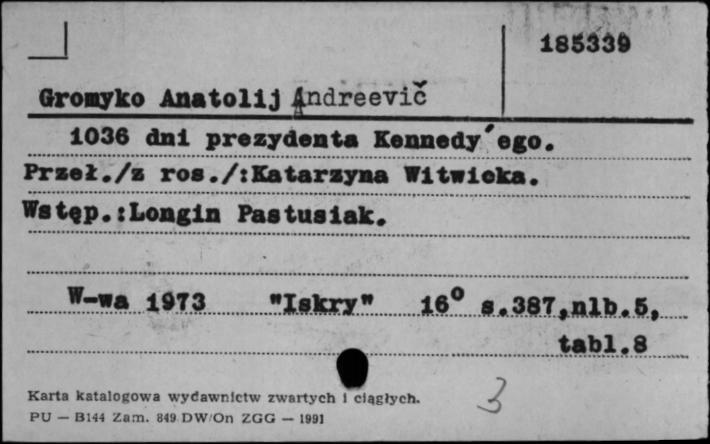 185339
Gromyko Anatolij Andreevič
1036 dni prezydenta Kennedy'ego.
Przeł./z ros./:Katarzyna Witwicka.
Wstęp.:Longin Pastusiak.
W-wa 1973 "Iskry" 16° s.387,nlb.5,
tabl.8
Karta katalogowa wydawnictw zwartych i ciągłych.
PU — B144 Zam. 849 DW/On ZGG — 1991
3